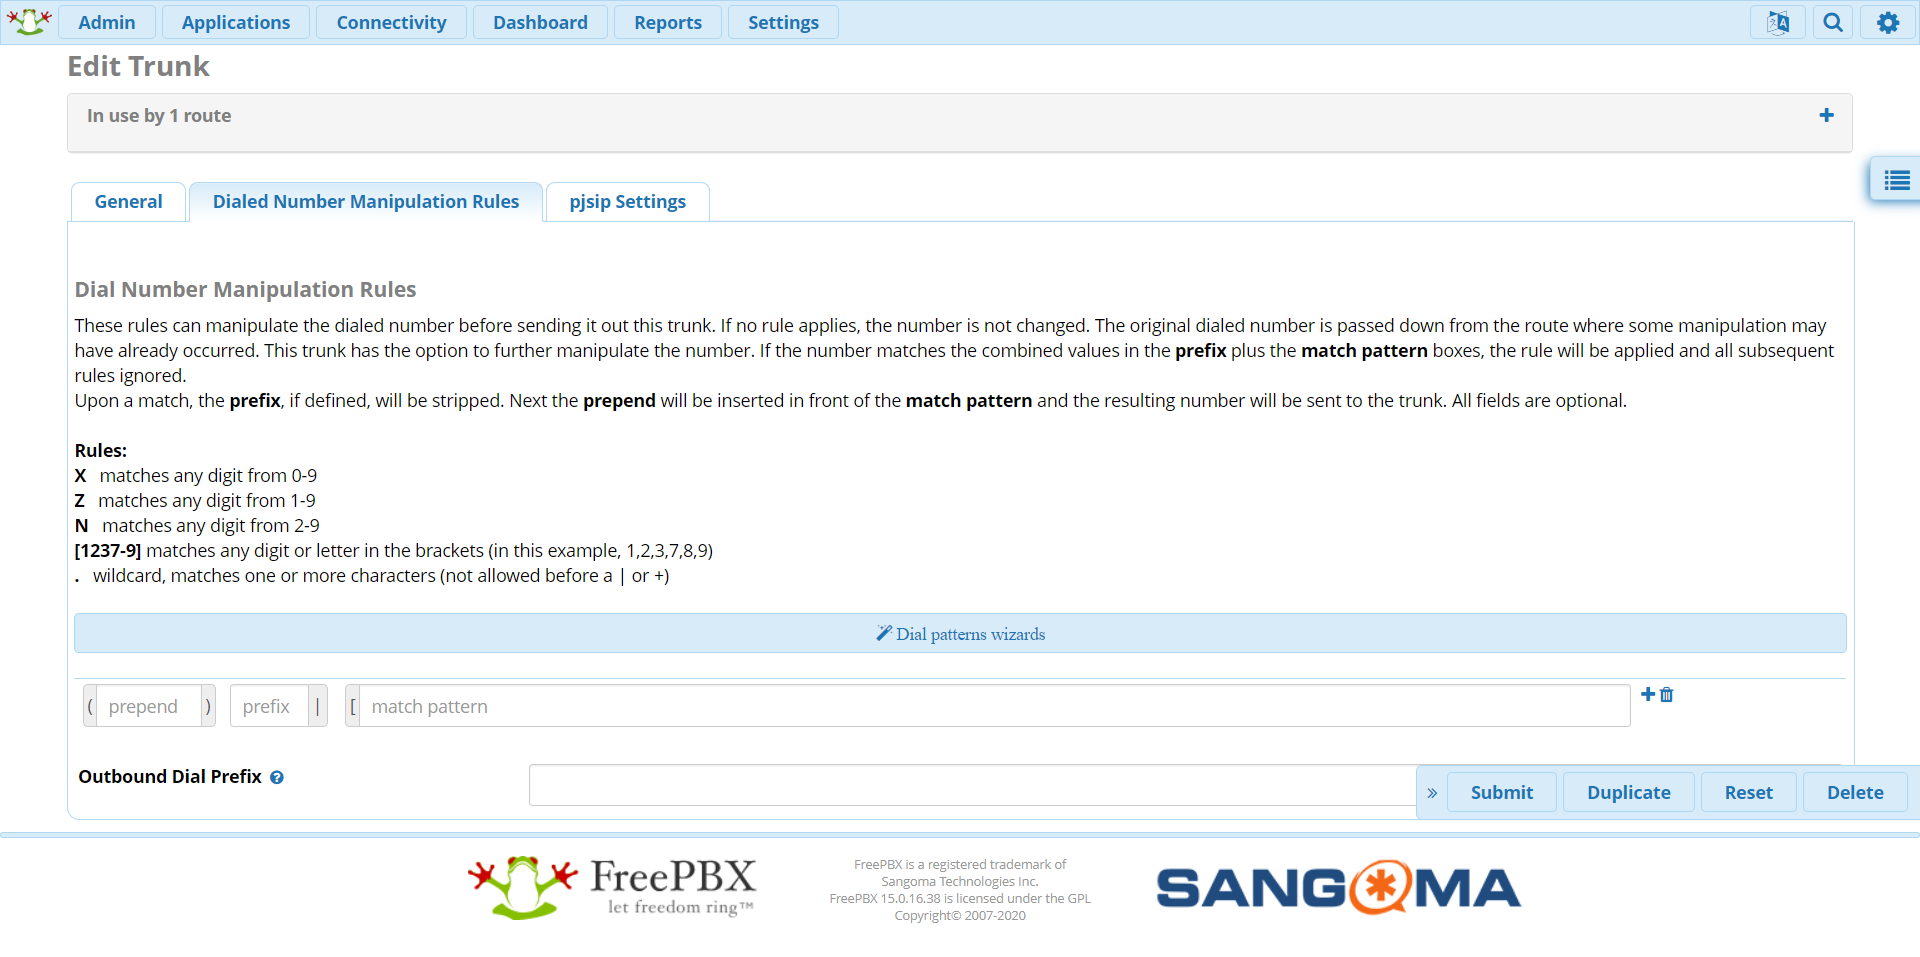 Admin
Applications
Connectivity
Dashboard
Reports
Settings
Edit Trunk
In use by 1 route
General
Dialed Number Manipulation Rules
pjsip Settings
Dial Number Manipulation Rules
These rules can manipulate the dialed number before sending it out this trunk. If no rule applies, the number is not changed. The original dialed number is passed down from the route where some manipulation may
have already occurred. This trunk has the option to further manipulate the number. If the number matches the combined values in the prefix plus the match pattern boxes, the rule will be applied and all subsequent
rules ignored.
Upon a match, the prefix, if defined, will be stripped. Next the prepend will be inserted in front of the match pattern and the resulting number will be sent to the trunk. All fields are optional.
Rules:
X matches any digit from 0-9
Z matches any digit from 1-9
N matches any digit from 2-9
[1237-9] matches any digit or letter in the brackets (in this example, 1,2,3,7,8,9)
. wildcard, matches one or more characters (not allowed before a | or +)
Dial patterns wizards
( prepend ) prefix | [ match pattern
Outbound Dial Prefix
» Submit Duplicate Reset Delete
FreePBX
let freedom ring™
FreePBX is a registered trademark of
Sangoma Technologies Inc.
FreePBX 15.0.16.38 is licensed under the GPL
Copyright© 2007-2020
SANGOMA